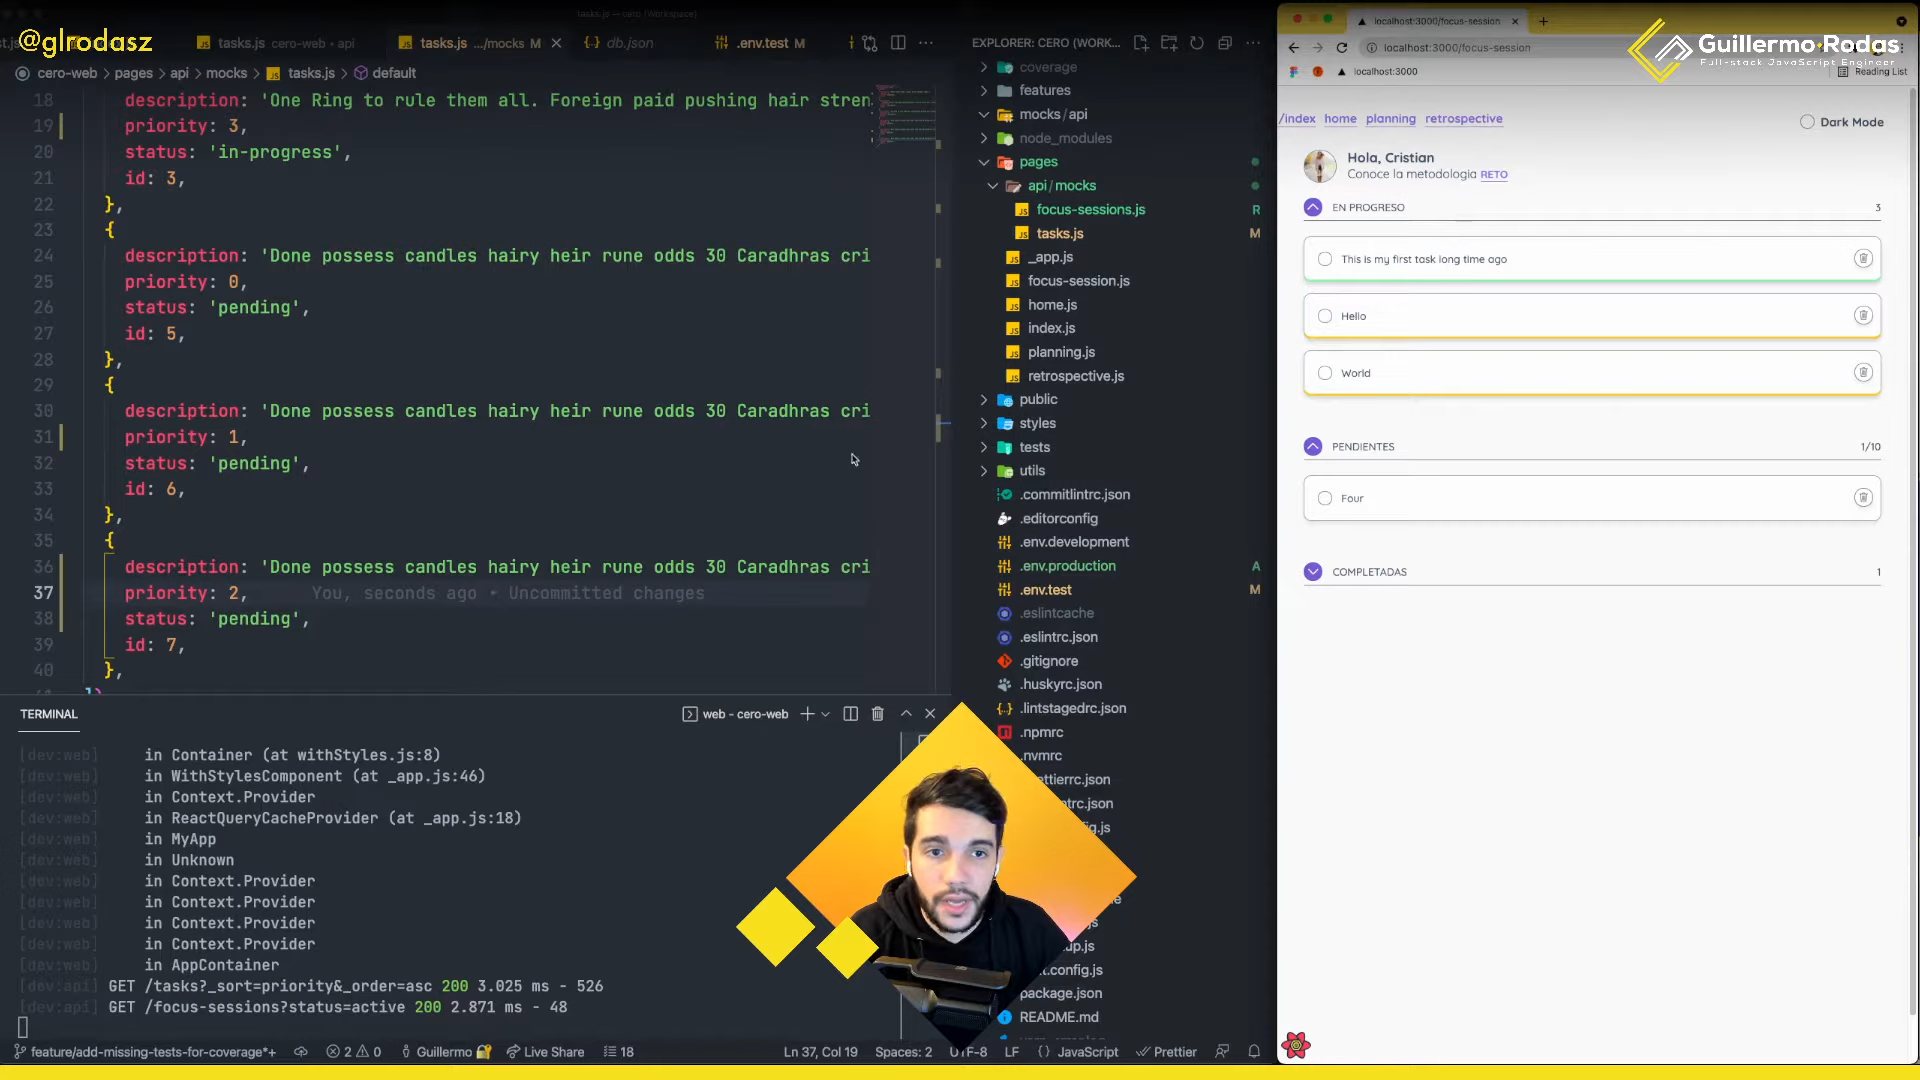 @glrodasz
tasks.js — cero (Workspace)
tasks.js cero-web • api
tasks.js .../mocks M
db.json
.env.test M
cero-web > pages > api > mocks > tasks.js > default
18 description: 'One Ring to rule them all. Foreign paid pushing hair stren
19 priority: 3,
20 status: 'in-progress',
21 id: 3,
22 },
23 {
24 description: 'Done possess candles hairy heir rune odds 30 Caradhras cri
25 priority: 0,
26 status: 'pending',
27 id: 5,
28 },
29 {
30 description: 'Done possess candles hairy heir rune odds 30 Caradhras cri
31 priority: 1,
32 status: 'pending',
33 id: 6,
34 },
35 {
36 description: 'Done possess candles hairy heir rune odds 30 Caradhras cri
37 priority: 2, You, seconds ago • Uncommitted changes
38 status: 'pending',
39 id: 7,
40 },
TERMINAL
web - cero-web
[dev:web] in Container (at withStyles.js:8)
[dev:web] in WithStylesComponent (at _app.js:46)
[dev:web] in Context.Provider
[dev:web] in ReactQueryCacheProvider (at _app.js:18)
[dev:web] in MyApp
[dev:web] in Unknown
[dev:web] in Context.Provider
[dev:web] in Context.Provider
[dev:web] in Context.Provider
[dev:web] in Context.Provider
[dev:web] in AppContainer
[dev:api] GET /tasks?_sort=priority&_order=asc 200 3.025 ms - 526
[dev:api] GET /focus-sessions?status=active 200 2.871 ms - 48
feature/add-missing-tests-for-coverage*+
2 0
Guillermo
Live Share
18
Ln 37, Col 19
Spaces: 2
UTF-8
LF
JavaScript
Prettier
EXPLORER: CERO (WORK...
coverage
features
mocks / api
node_modules
pages
api / mocks
focus-sessions.js R
tasks.js M
_app.js
focus-session.js
home.js
index.js
planning.js
retrospective.js
public
styles
tests
utils
.commitlintrc.json
.editorconfig
.env.development
.env.production A
.env.test M
.eslintcache
.eslintrc.json
.gitignore
.huskyrc.json
.lintstagedrc.json
.npmrc
.nvmrc
package.json
README.md
localhost:3000/focus-session
localhost:3000/focus-session
localhost:3000
Reading List
Guillermo Rodas
Full-stack JavaScript Engineer
/index home planning retrospective
Dark Mode
Hola, Cristian
Conoce la metodologia RETO
EN PROGRESO 3
This is my first task long time ago
Hello
World
PENDIENTES 1/10
Four
COMPLETADAS 1